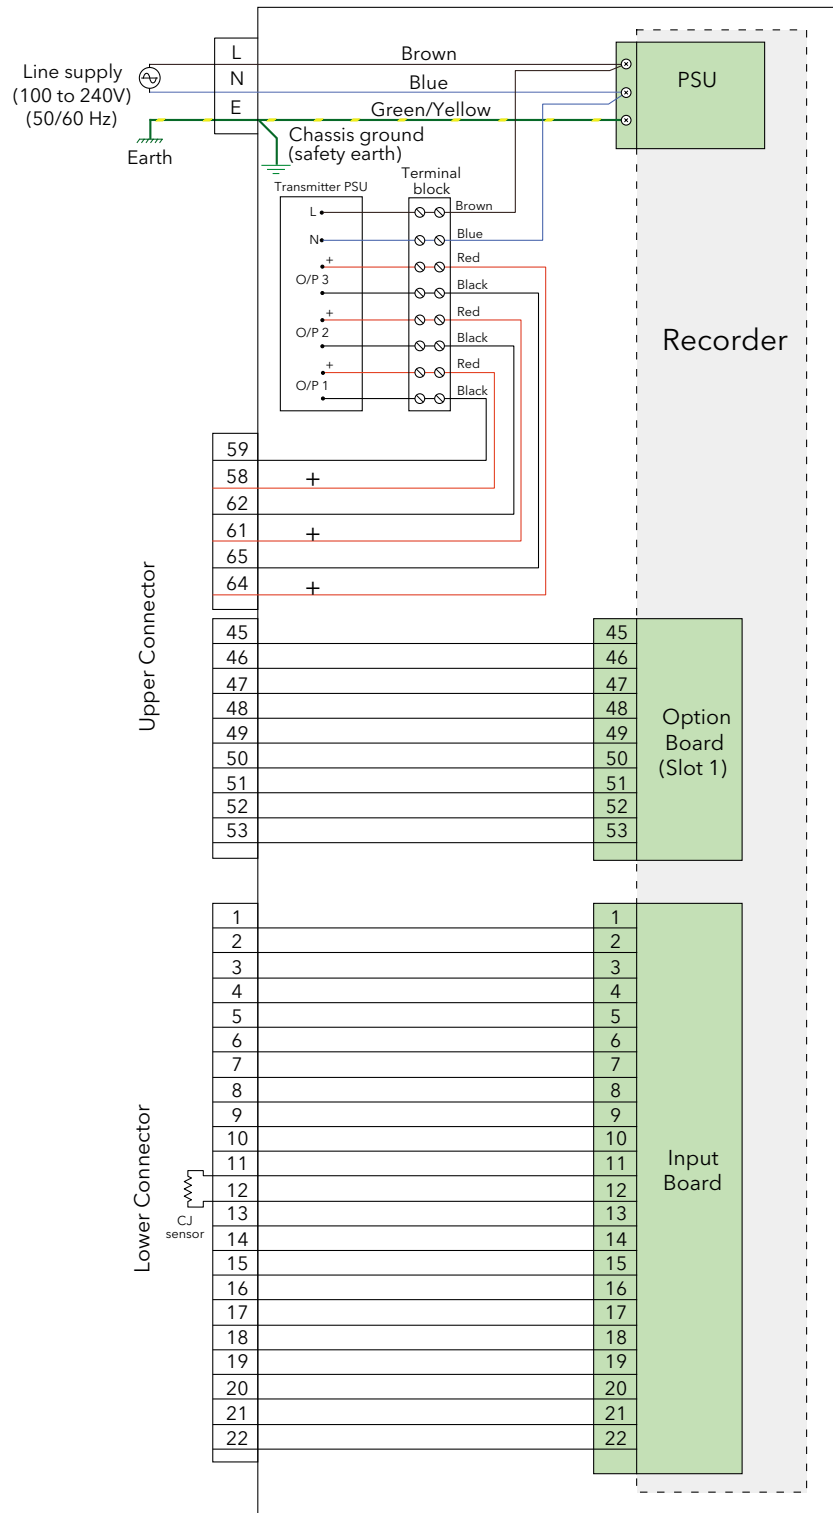 L
Brown
Line supply
(100 to 240V)
(50/60 Hz)
N
Blue
PSU
E
Green/Yellow
Earth
Chassis ground
(safety earth)
Transmitter PSU
Terminal
block
L
Brown
N
Blue
+
Red
O/P 3
Black
+
Red
O/P 2
Black
+
Red
O/P 1
Black
Recorder
59
58 +
62
61 +
65
64 +
Upper Connector
45 45
46 46
47 47
48 48
49 49
50 50
51 51
52 52
53 53
Option
Board
(Slot 1)
Lower Connector
1 1
2 2
3 3
4 4
5 5
6 6
7 7
8 8
9 9
10 10
11 11
12 12
13 13
14 14
15 15
16 16
17 17
18 18
19 19
20 20
21 21
22 22
CJ
sensor
Input
Board